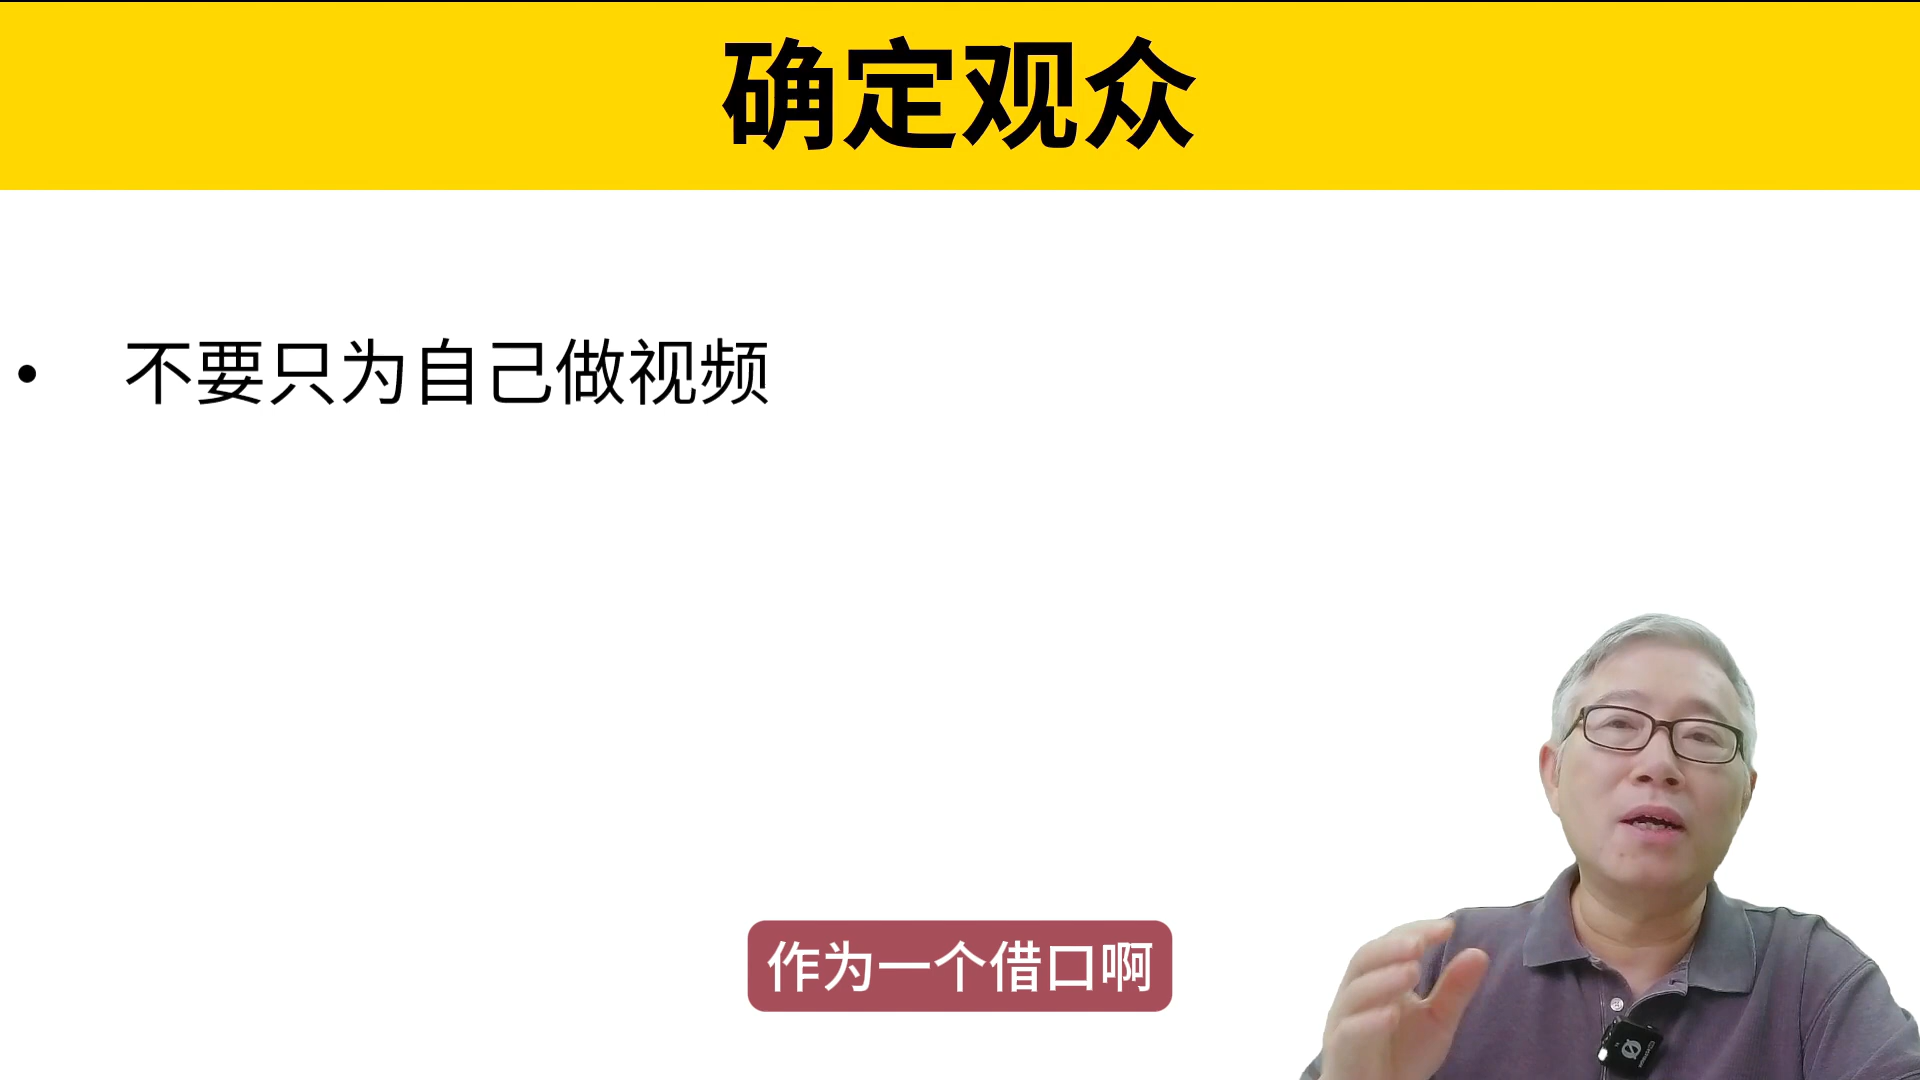 确定观众
• 不要只为自己做视频
作为一个借口啊